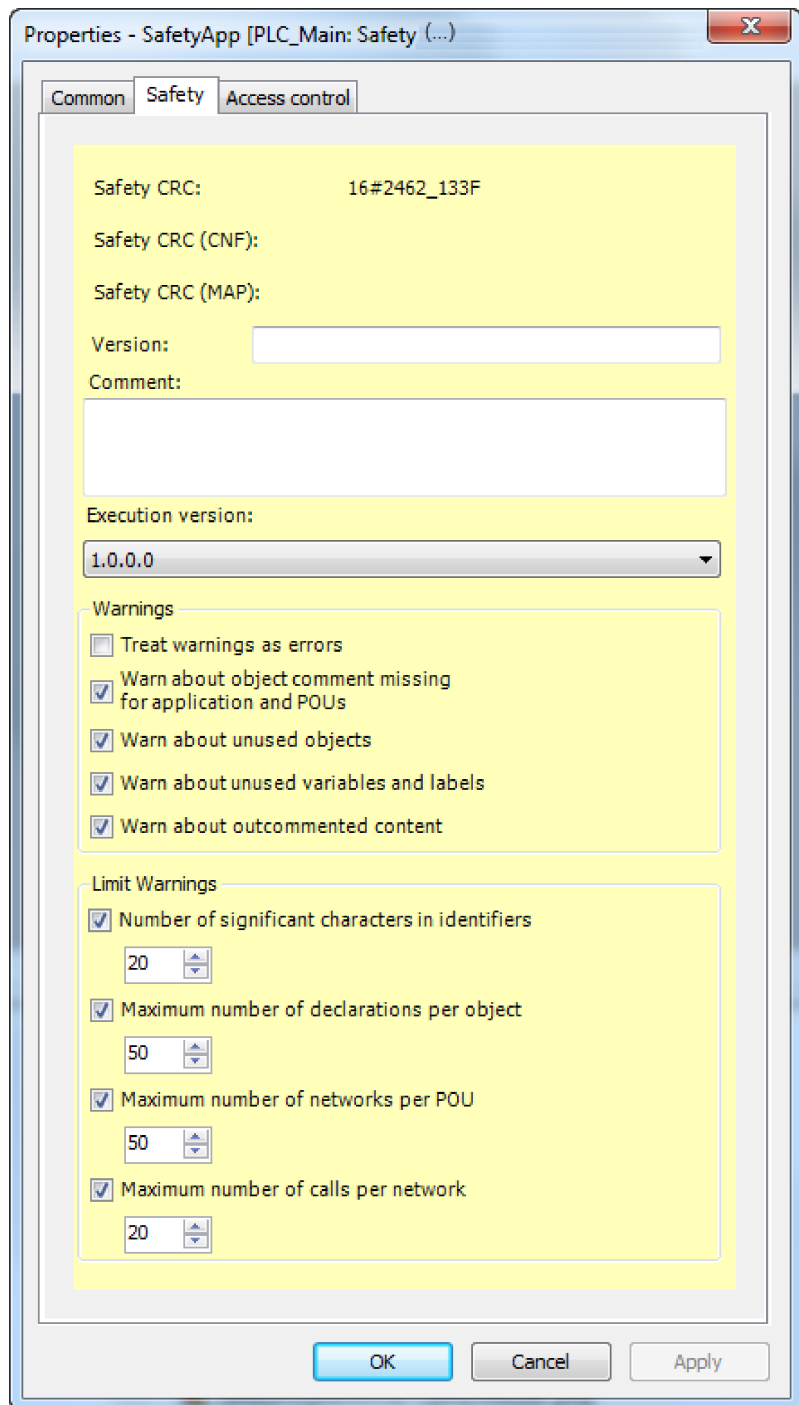 Properties - SafetyApp [PLC_Main: Safety (...)
Common Safety Access control
Safety CRC: 16#2462_133F
Safety CRC (CNF):
Safety CRC (MAP):
Version:
Comment:
Execution version:
1.0.0.0
Warnings
Treat warnings as errors
Warn about object comment missing
for application and POUs
Warn about unused objects
Warn about unused variables and labels
Warn about outcommented content
Limit Warnings
Number of significant characters in identifiers
20
Maximum number of declarations per object
50
Maximum number of networks per POU
50
Maximum number of calls per network
20
OK Cancel Apply